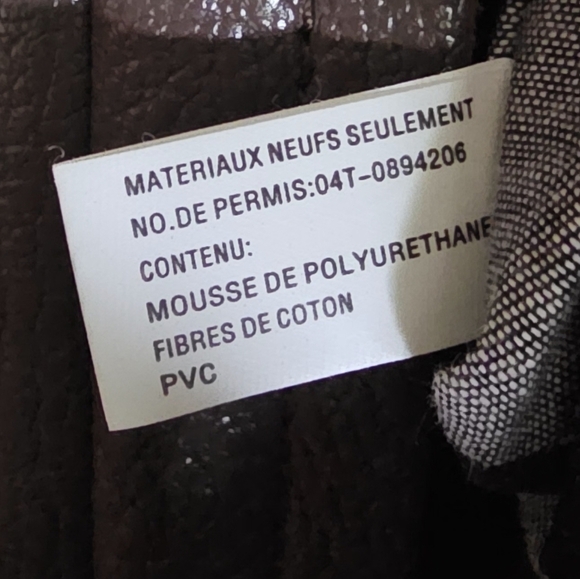 MATERIAUX NEUFS SEULEMENT
NO.DE PERMIS:04T-0894206
CONTENU:
MOUSSE DE POLYURETHANE
FIBRES DE COTON
PVC